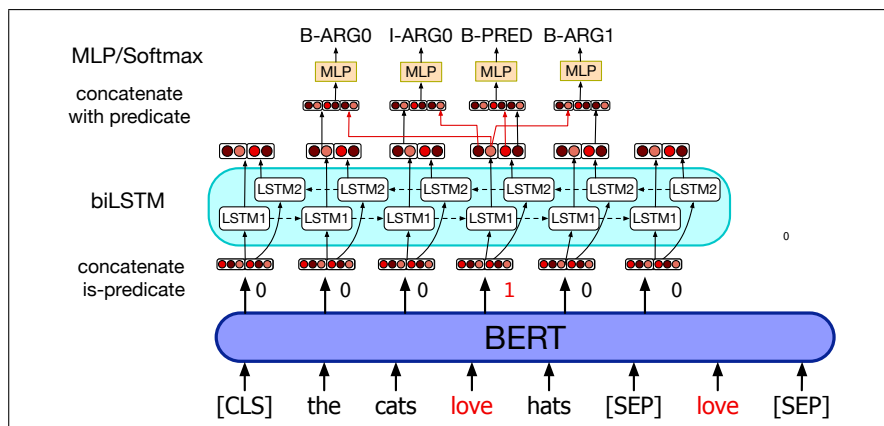 B-ARG0 I-ARG0 B-PRED B-ARG1
MLP/Softmax
MLP MLP MLP MLP
concatenate
with predicate
LSTM2 LSTM2 LSTM2 LSTM2 LSTM2 LSTM2
biLSTM
LSTM1 LSTM1 LSTM1 LSTM1 LSTM1 LSTM1
0
concatenate
is-predicate
0 0 0 1 0 0
BERT
[CLS] the cats love hats [SEP] love [SEP]